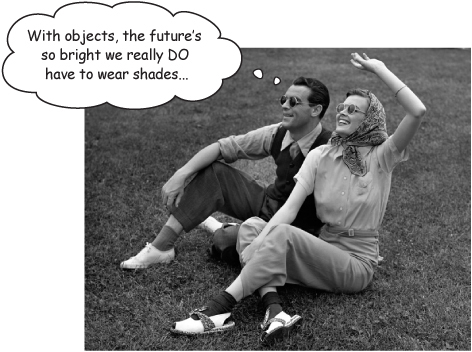 With objects, the future's
so bright we really DO
have to wear shades...